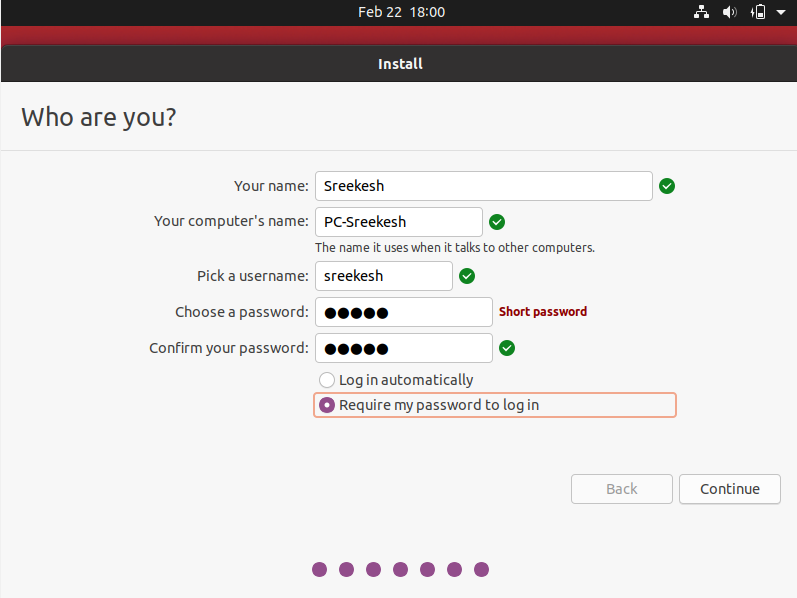 Feb 22 18:00
Install
Who are you?
Your name: Sreekesh
Your computer's name: PC-Sreekesh
The name it uses when it talks to other computers.
Pick a username: sreekesh
Choose a password: ●●●●● Short password
Confirm your password: ●●●●●
Log in automatically
Require my password to log in
Back Continue